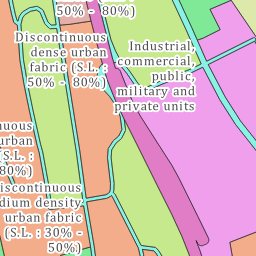 50% - 80%)
Discontinuous
dense urban
fabric (S.L. :
50% - 80%)
Industrial,
commercial,
public,
military and
private units
nuous
urban
(S.L. :
80%)
iscontinuous
dium density
urban fabric
(S.L. : 30% -
50%)